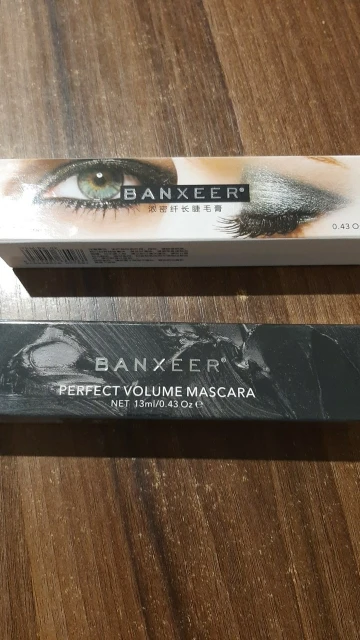 BANXEER®
浓密纤长睫毛膏
0.43 O
BANXEER
PERFECT VOLUME MASCARA
NET 13ml/0.43 Oz ℮